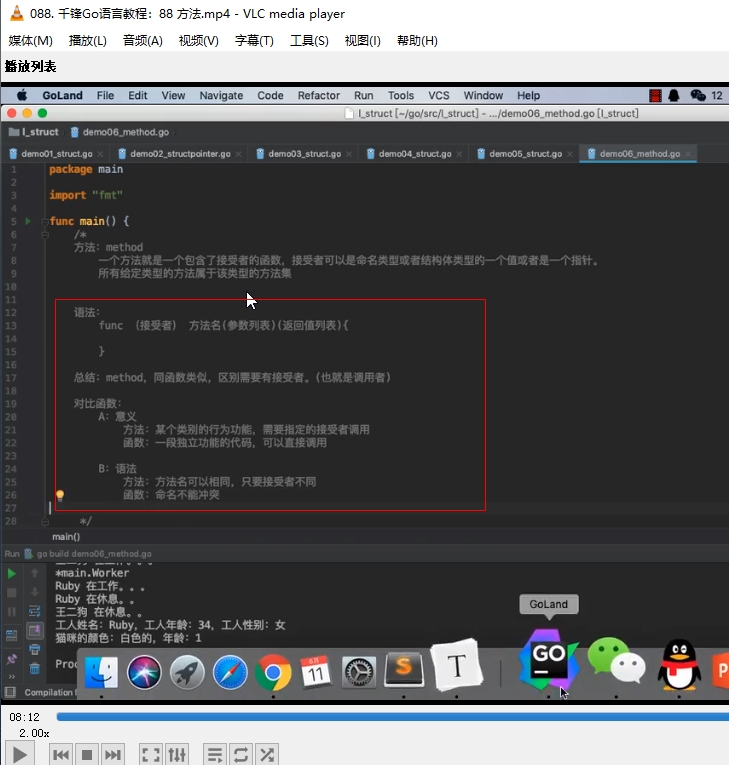 088. 千锋Go语言教程：88 方法.mp4 - VLC media player
媒体(M) 播放(L) 音频(A) 视频(V) 字幕(T) 工具(S) 视图(I) 帮助(H)
播放列表
GoLand File Edit View Navigate Code Refactor Run Tools VCS Window Help 12
l_struct [~/go/src/l_struct] - .../demo06_method.go [l_struct]
l_struct demo06_method.go
demo01_struct.go demo02_structpointer.go demo03_struct.go demo04_struct.go demo05_struct.go demo06_method.go
1 package main
2
3 import "fmt"
4
5 func main() {
6 /*
7 方法：method
8 一个方法就是一个包含了接受者的函数，接受者可以是命名类型或者结构体类型的一个值或者是一个指针。
9 所有给定类型的方法属于该类型的方法集
10
11
12 语法：
13 func （接受者） 方法名(参数列表)(返回值列表){
14
15 }
16
17 总结：method，同函数类似，区别需要有接受者。(也就是调用者)
18
19 对比函数：
20 A：意义
21 方法：某个类别的行为功能，需要指定的接受者调用
22 函数：一段独立功能的代码，可以直接调用
23
24 B：语法
25 方法：方法名可以相同，只要接受者不同
26 函数：命名不能冲突
27
28 */
main()
Run go build demo06_method.go
*main.Worker
Ruby 在工作。。。
Ruby 在休息。。
王二狗 在休息。。
工人姓名：Ruby，工人年龄：34，工人性别：女
猫咪的颜色：白色的，年龄：1
Proc
GoLand
11
S
T
GO
P
Compilation f
08:12
2.00x